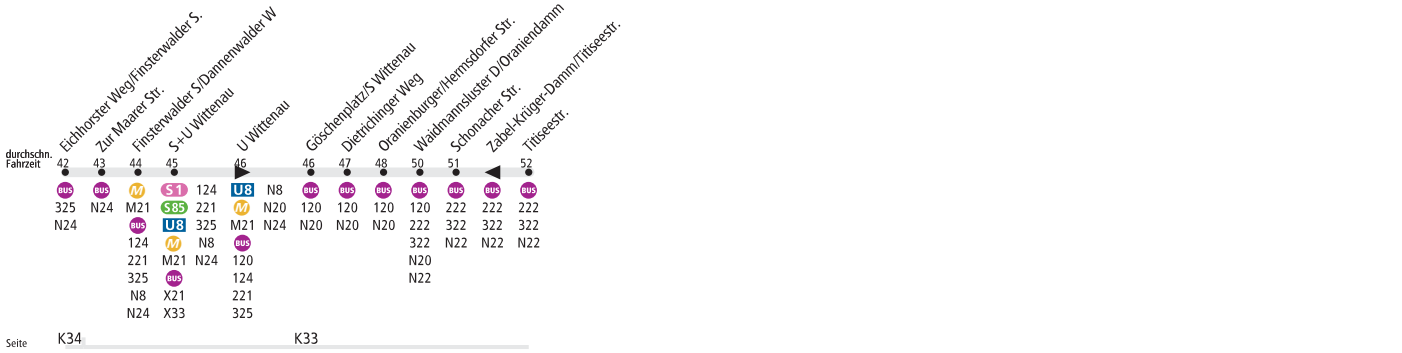 Eichhorster Weg/Finsterwalder S.
Zur Maarer Str.
Finsterwalder S/Dannenwalder W
S+U Wittenau
U Wittenau
Göschenplatz/S Wittenau
Dietrichinger Weg
Oranienburger/Hermsdorfer Str.
Waidmannsluster D/Oraniendamm
Schonacher Str.
Zabel-Krüger-Damm/Titiseestr.
Titiseestr.
durchschn.
Fahrzeit 42 43 44 45 46 46 47 48 50 51 52
BUS BUS M S1 124 U8 N8 BUS BUS BUS BUS BUS BUS BUS
325 N24 M21 S85 221 M N20 120 120 120 120 222 222 222
N24 BUS U8 325 M21 N24 N20 N20 N20 222 322 322 322
124 M N8 BUS 322 N22 N22 N22
221 M21 N24 120 N20
325 BUS 124 N22
N8 X21 221
N24 X33 325
Seite K34 K33